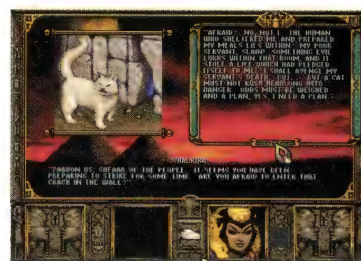 "AFRAID? NO, NOT I. THE HUMAN
WHO SHELTERED ME AND PREPARED
MY MEALS LIES WITHIN. MY POOR
SERVANT, SLAIN! SOMETHING EVIL
LURKS WITHIN THAT ROOM, AND IT
STOLE A LIFE WHICH HAD PLEDGED
ITSELF TO ME. I SHALL AVENGE MY
SERVANT'S DEATH, BUT... BUT A CAT
MUST NOT RUSH HEADLONG INTO
DANGER. ODDS MUST BE WEIGHED
AND A PLAN, YES, I NEED A PLAN."
"PARDON US, SHEAAR OF THE PEOPLE. IT SEEMS YOU HAVE BEEN
PREPARING TO STRIKE FOR SOME TIME. ARE YOU AFRAID TO ENTER THAT
CRACK IN THE WALL?"